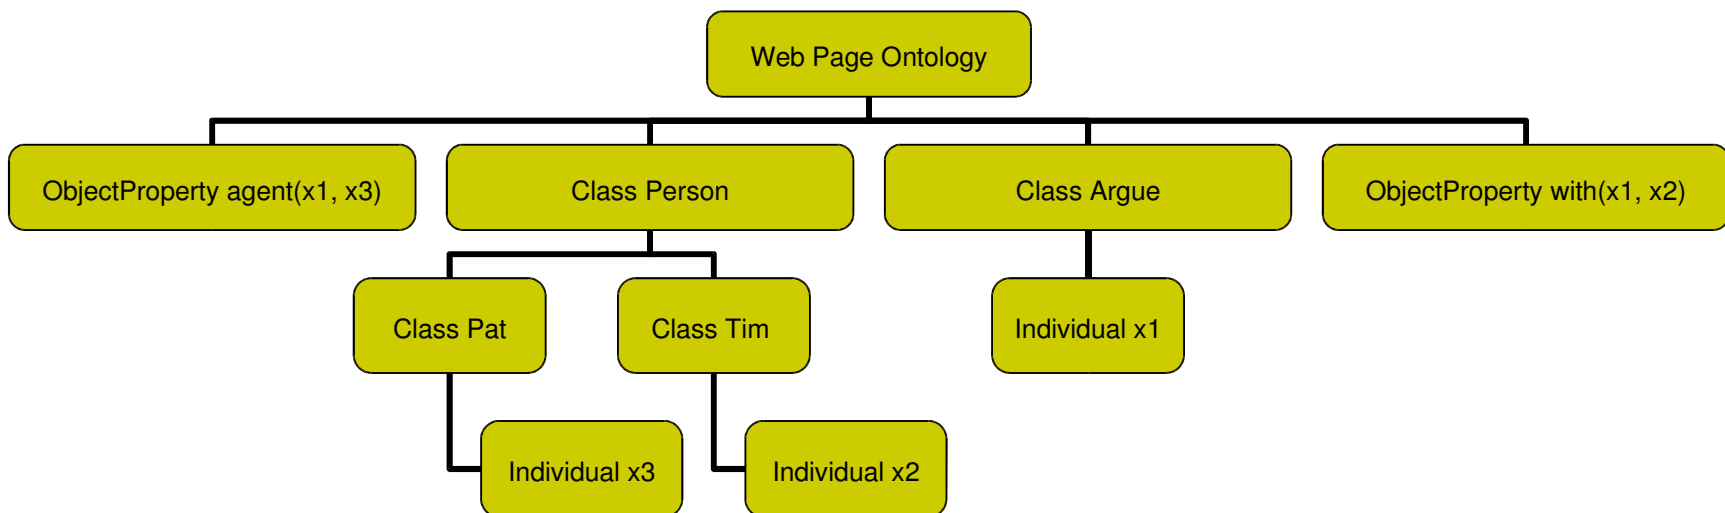 Web Page Ontology
ObjectProperty agent(x1, x3)
Class Person
Class Argue
ObjectProperty with(x1, x2)
Class Pat
Class Tim
Individual x1
Individual x3
Individual x2